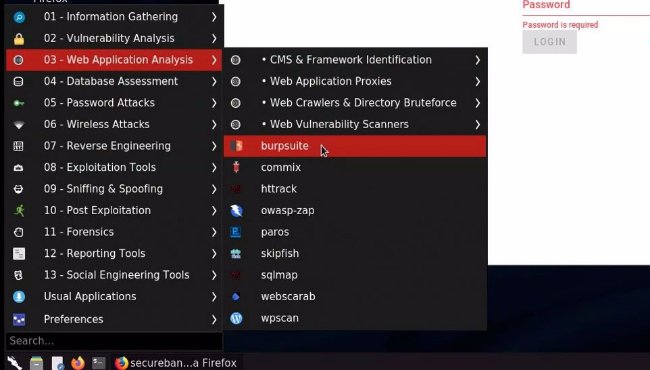 Firefox
Password
Password is required
LOGIN
01 - Information Gathering
02 - Vulnerability Analysis
03 - Web Application Analysis
04 - Database Assessment
05 - Password Attacks
06 - Wireless Attacks
07 - Reverse Engineering
08 - Exploitation Tools
09 - Sniffing & Spoofing
10 - Post Exploitation
11 - Forensics
12 - Reporting Tools
13 - Social Engineering Tools
Usual Applications
Preferences
Search...
• CMS & Framework Identification
• Web Application Proxies
• Web Crawlers & Directory Bruteforce
• Web Vulnerability Scanners
burpsuite
commix
httrack
owasp-zap
paros
skipfish
sqlmap
webscarab
wpscan
secureban...a Firefox